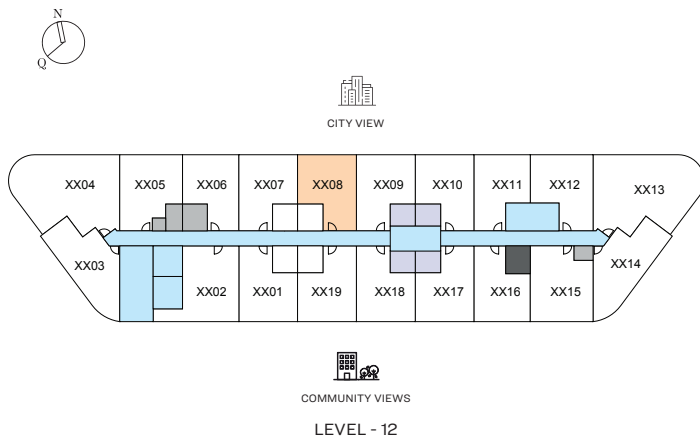 N
Q
CITY VIEW
XX04 XX05 XX06 XX07 XX08 XX09 XX10 XX11 XX12 XX13
XX03 XX14
XX02 XX01 XX19 XX18 XX17 XX16 XX15
COMMUNITY VIEWS
LEVEL - 12